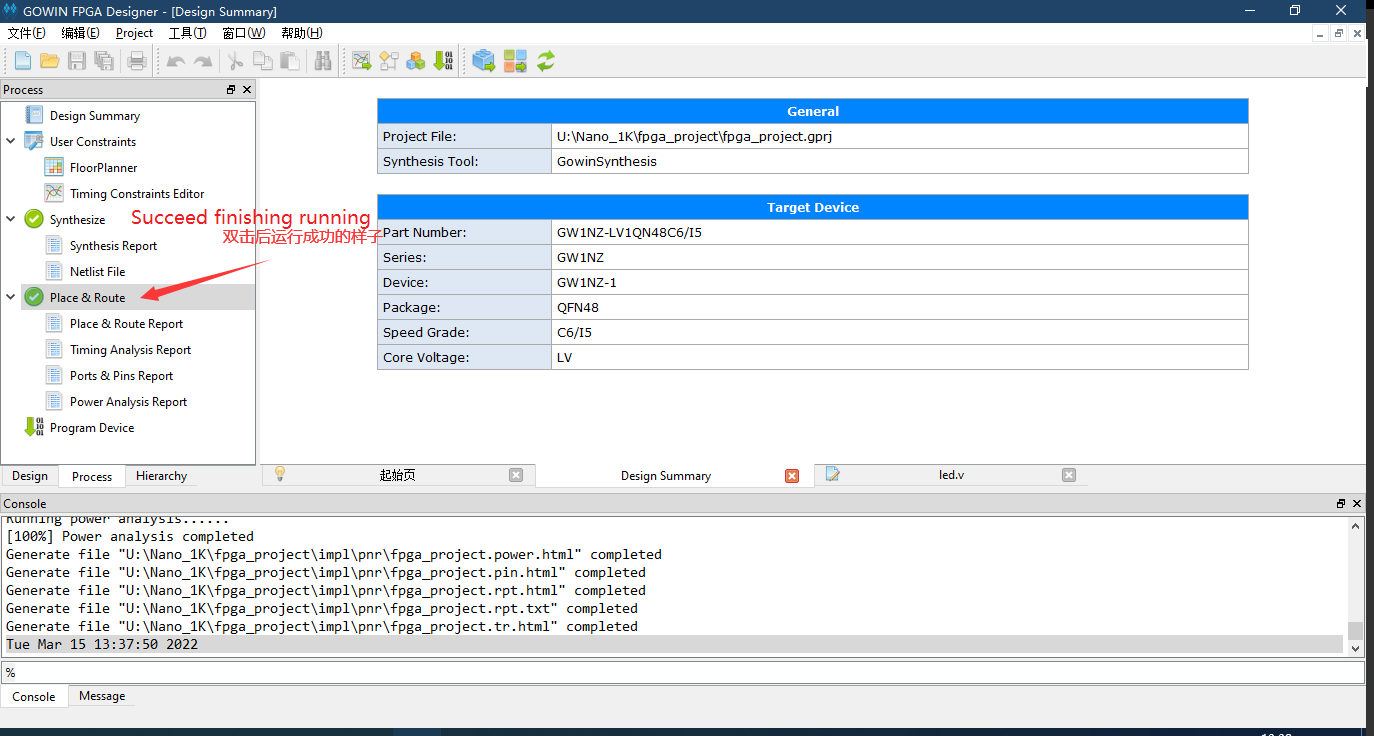 GOWIN FPGA Designer - [Design Summary]
文件(F) 编辑(E) Project 工具(T) 窗口(W) 帮助(H)
Process
Design Summary
User Constraints
FloorPlanner
Timing Constraints Editor
Synthesize
Synthesis Report
Netlist File
Place & Route
Place & Route Report
Timing Analysis Report
Ports & Pins Report
Power Analysis Report
Program Device
Succeed finishing running
双击后运行成功的样子
Design Process Hierarchy
General
Project File: U:\Nano_1K\fpga_project\fpga_project.gprj
Synthesis Tool: GowinSynthesis
Target Device
Part Number: GW1NZ-LV1QN48C6/I5
Series: GW1NZ
Device: GW1NZ-1
Package: QFN48
Speed Grade: C6/I5
Core Voltage: LV
起始页 Design Summary led.v
Console
Running power analysis......
[100%] Power analysis completed
Generate file "U:\Nano_1K\fpga_project\impl\pnr\fpga_project.power.html" completed
Generate file "U:\Nano_1K\fpga_project\impl\pnr\fpga_project.pin.html" completed
Generate file "U:\Nano_1K\fpga_project\impl\pnr\fpga_project.rpt.html" completed
Generate file "U:\Nano_1K\fpga_project\impl\pnr\fpga_project.rpt.txt" completed
Generate file "U:\Nano_1K\fpga_project\impl\pnr\fpga_project.tr.html" completed
Tue Mar 15 13:37:50 2022
%
Console Message